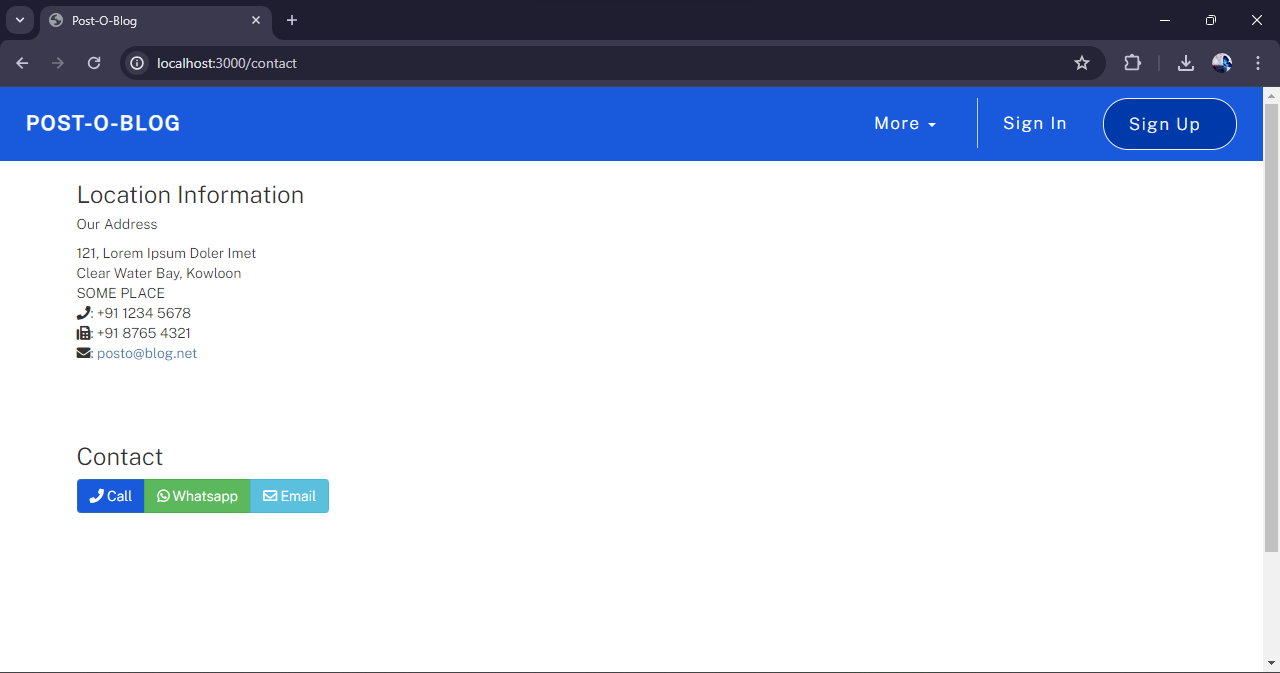 Post-O-Blog
localhost:3000/contact
POST-O-BLOG
More
Sign In
Sign Up
Location Information
Our Address
121, Lorem Ipsum Doler Imet
Clear Water Bay, Kowloon
SOME PLACE
: +91 1234 5678
: +91 8765 4321
: posto@blog.net
Contact
Call
Whatsapp
Email